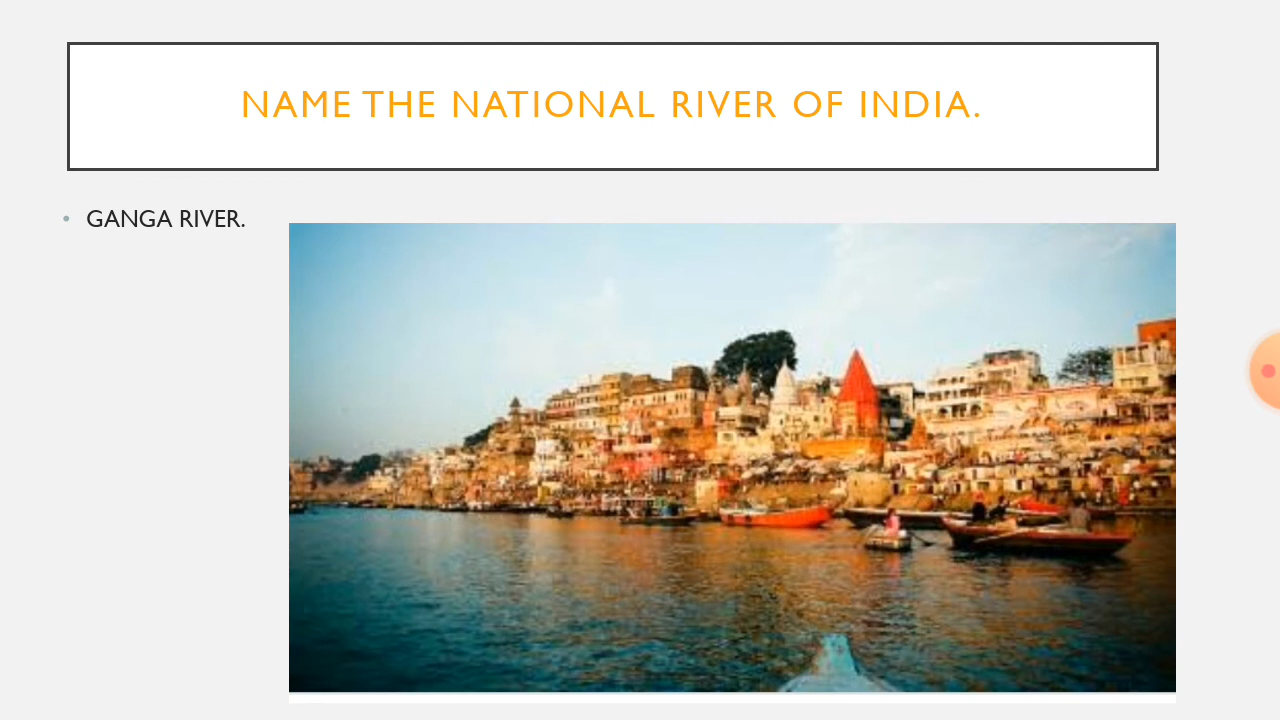 NAME THE NATIONAL RIVER OF INDIA.
• GANGA RIVER.